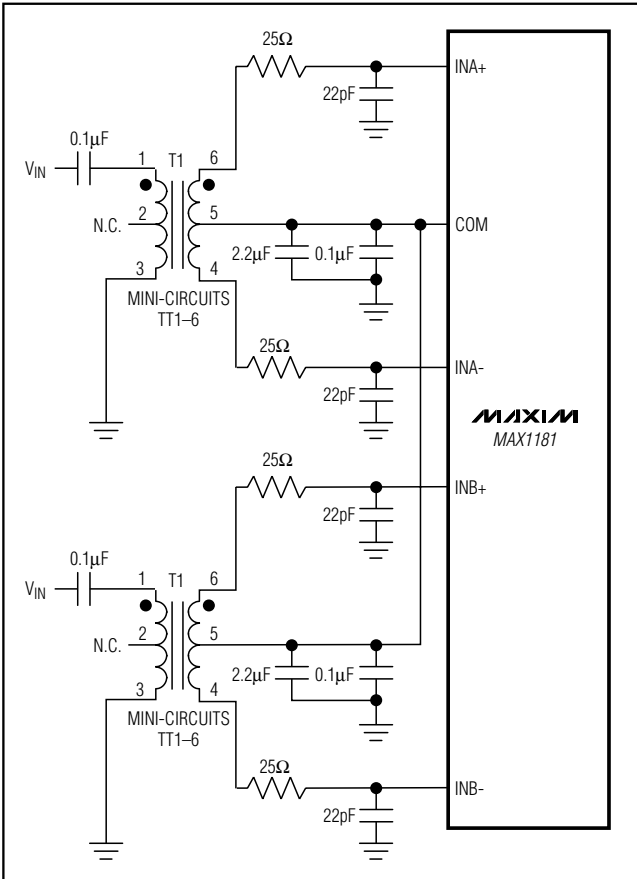 25Ω
INA+
22pF
0.1µF
VIN
1
T1
6
N.C.
2
5
COM
2.2µF
0.1µF
3
4
MINI-CIRCUITS
TT1–6
25Ω
INA-
22pF
MAXIM
MAX1181
25Ω
INB+
22pF
0.1µF
VIN
1
T1
6
N.C.
2
5
2.2µF
0.1µF
3
4
MINI-CIRCUITS
TT1–6
25Ω
INB-
22pF